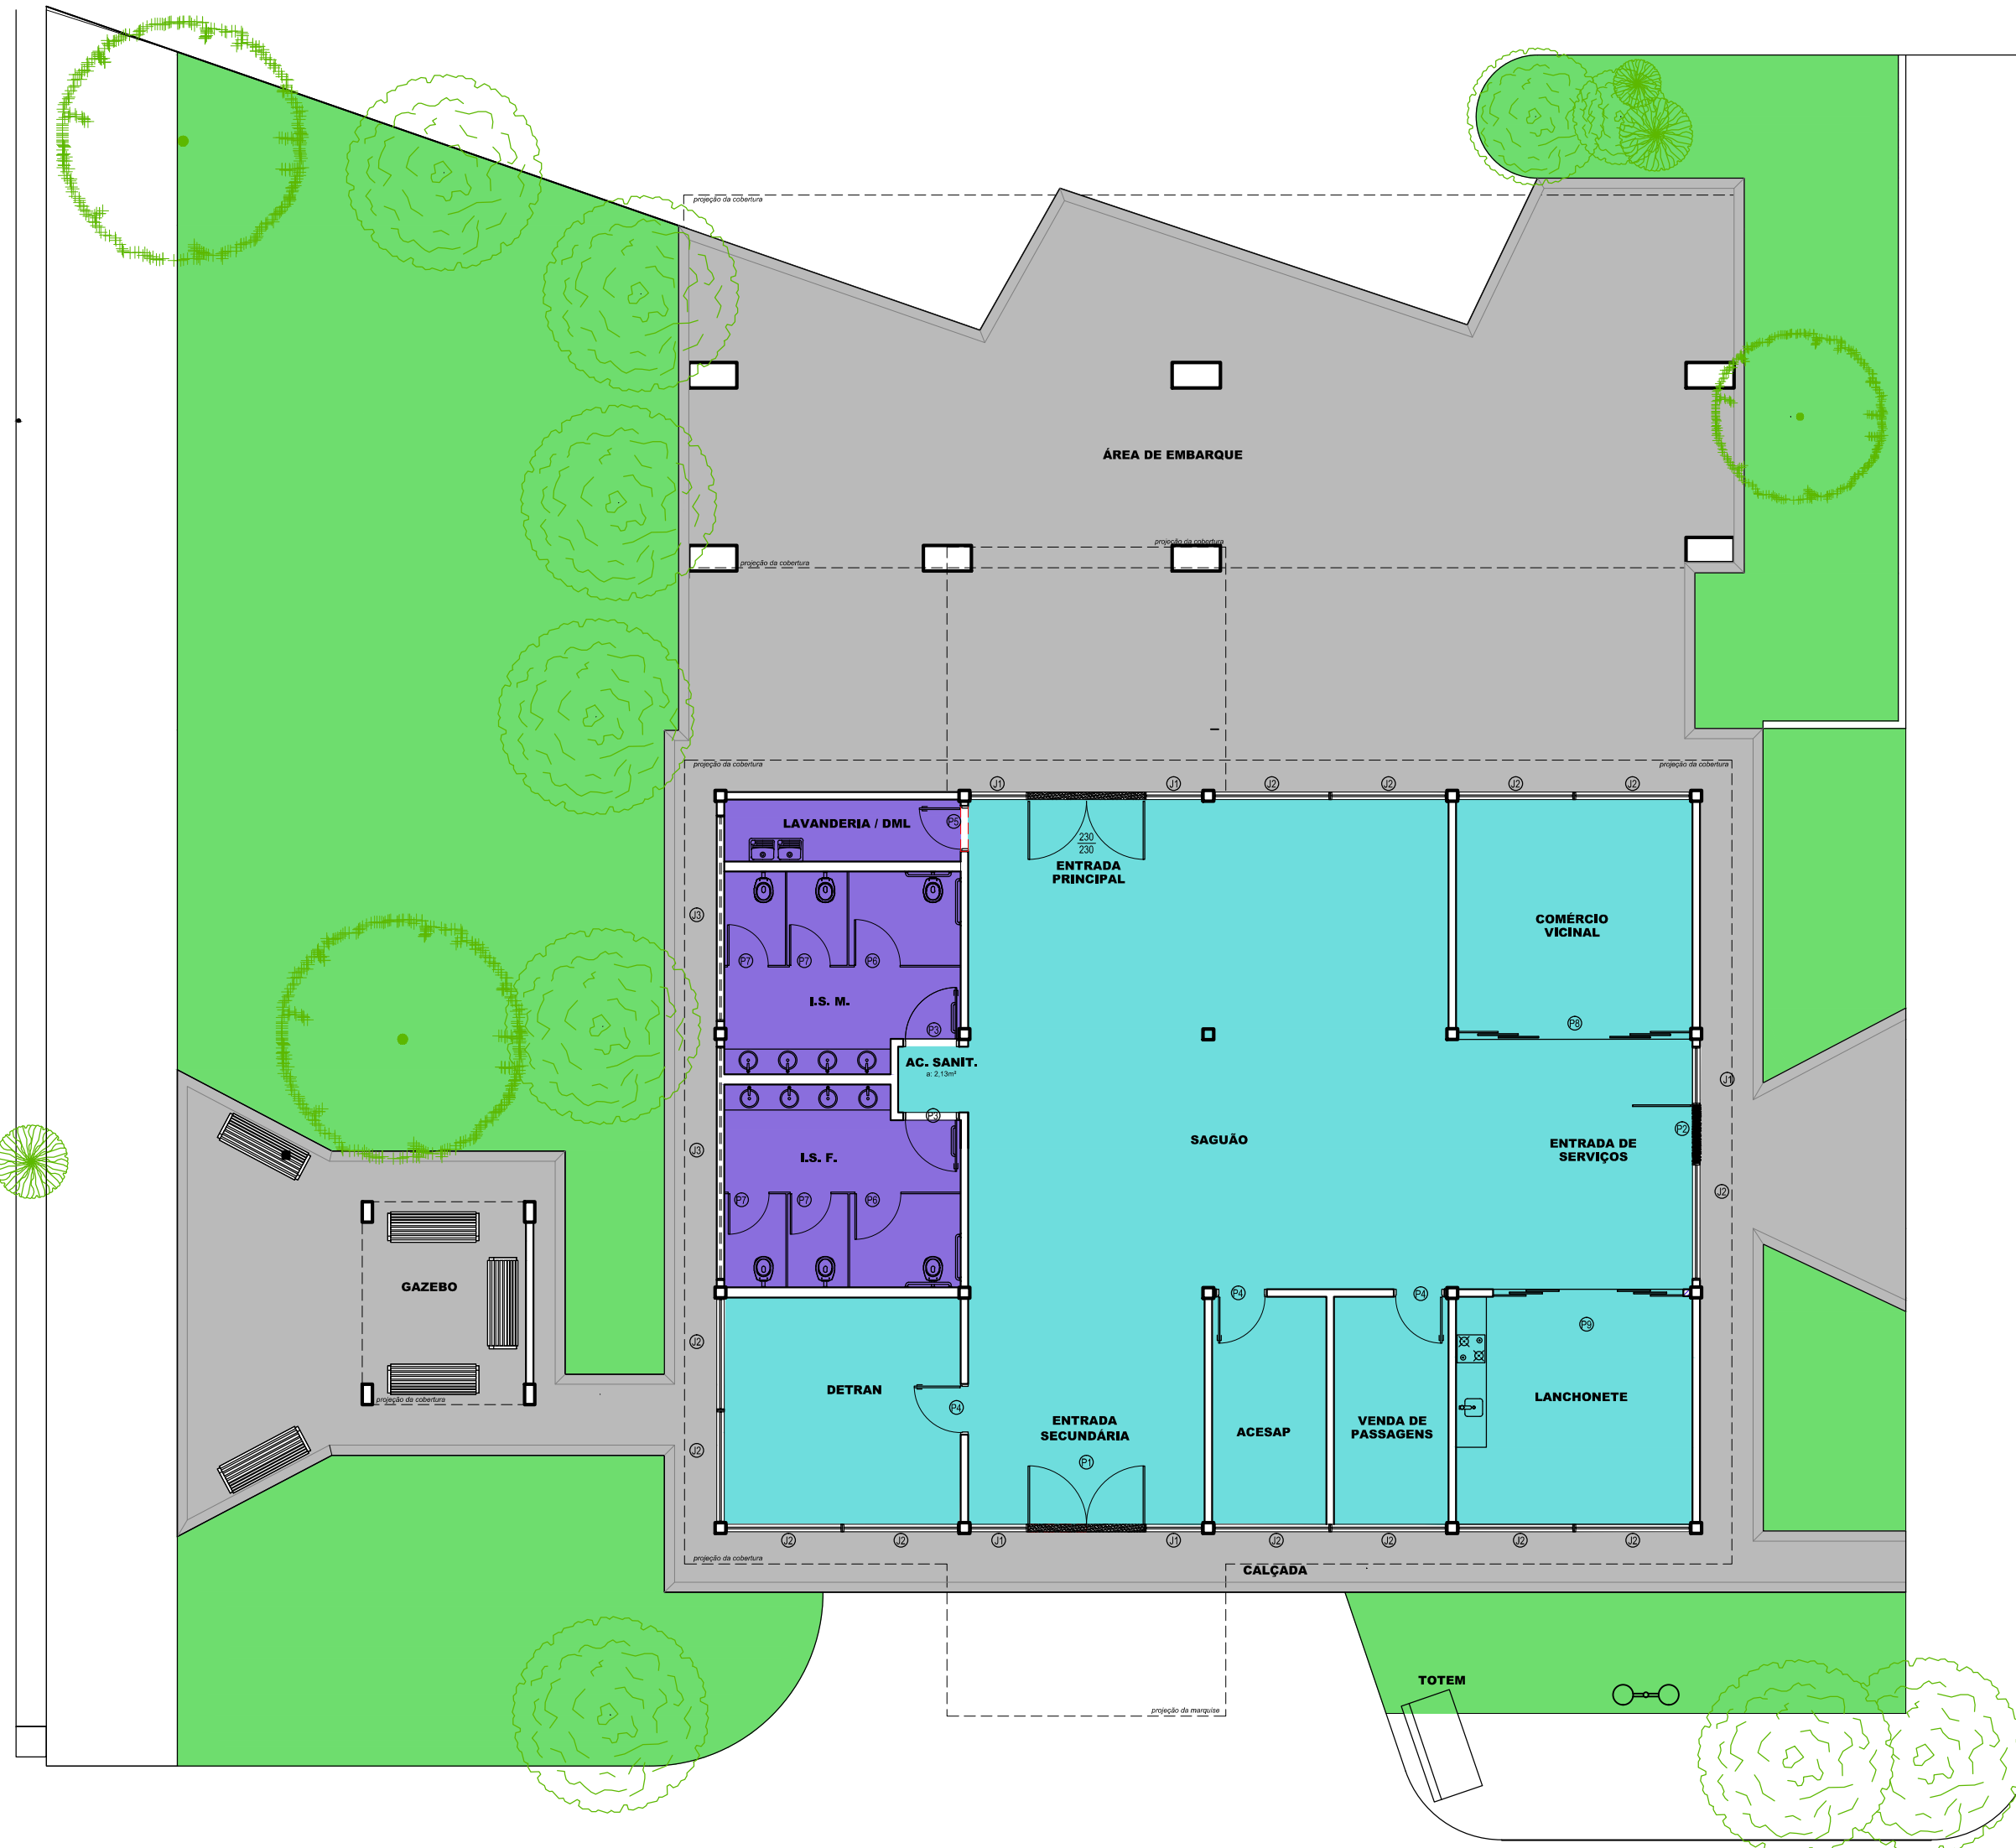 projeção da cobertura
ÁREA DE EMBARQUE
projeção da cobertura
projeção da cobertura
projeção da cobertura
projeção da cobertura
J1
J1
J2
J2
J2
J2
LAVANDERIA / DML
P5
230
230
ENTRADA
PRINCIPAL
J3
COMÉRCIO
VICINAL
P7
P7
P6
I.S. M.
P3
P8
AC. SANIT.
a: 2,13m²
J1
P3
SAGUÃO
ENTRADA DE
SERVIÇOS
P2
J3
I.S. F.
J2
P7
P7
P6
GAZEBO
P4
P4
P9
J2
DETRAN
LANCHONETE
projeção da cobertura
P4
ENTRADA
SECUNDÁRIA
ACESAP
VENDA DE
PASSAGENS
J2
P1
J2
J2
J1
J1
J2
J2
J2
J2
projeção da cobertura
CALÇADA
TOTEM
projeção da marquise